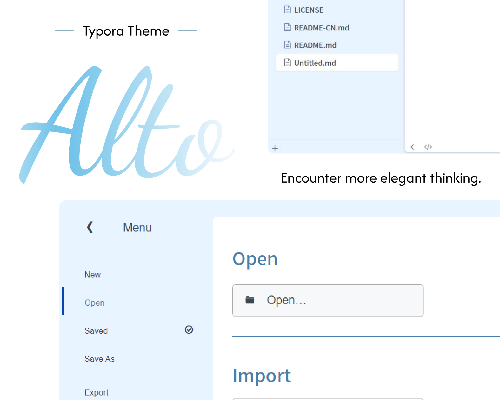 Typora Theme
Alto
LICENSE
README-CN.md
README.md
Untitled.md
+
< </>
Encounter more elegant thinking.
Menu
New
Open
Saved
Save As
Export
Open
Open...
Import